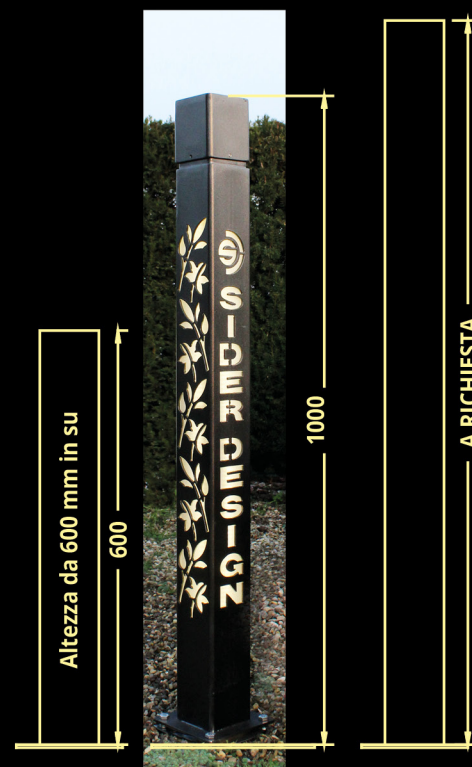 Altezza da 600 mm in su
600
S SIDER DESIGN
1000
A RICHIESTA